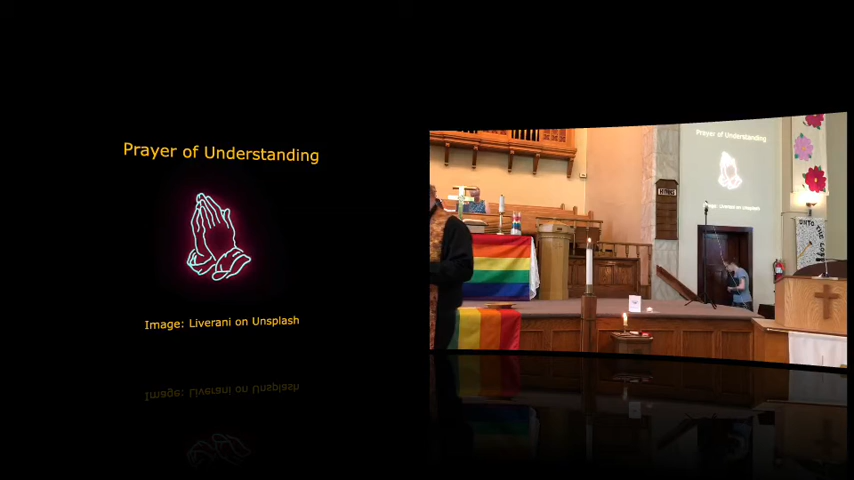 Prayer of Understanding
Image: Liverani on Unsplash
Prayer of Understanding
Image: Liverani on Unsplash
UNTO THE